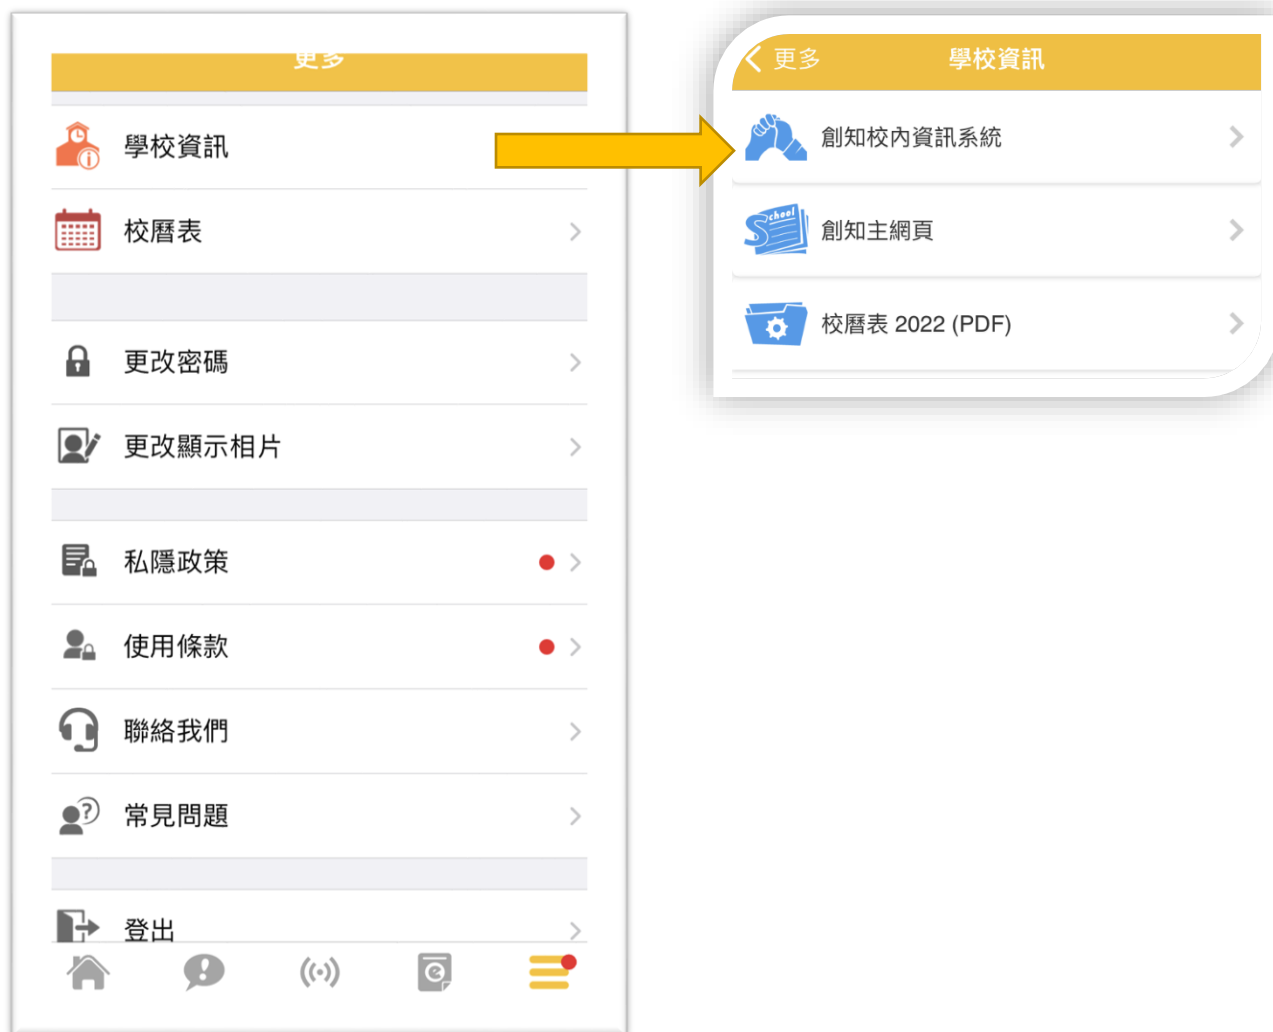 更多
學校資訊
校曆表
更改密碼
更改顯示相片
私隱政策
使用條款
聯絡我們
常見問題
登出
更多
學校資訊
創知校內資訊系統
School
創知主網頁
校曆表 2022 (PDF)